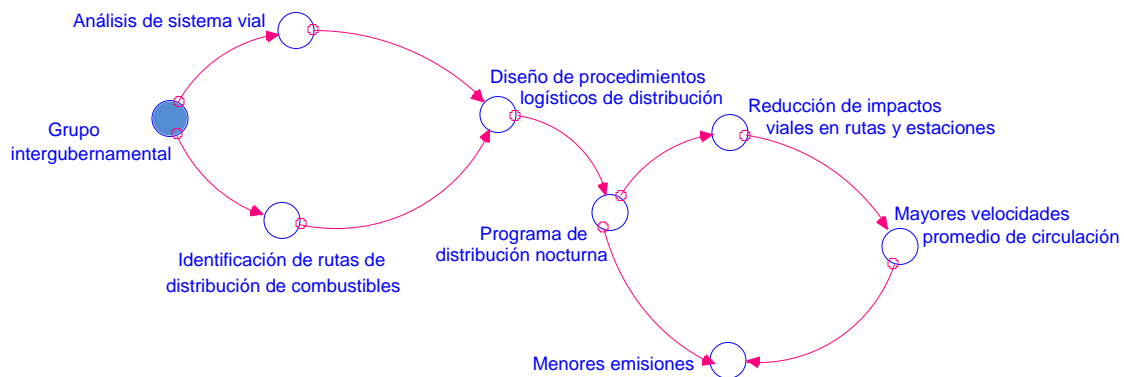 Análisis de sistema vial
Grupo
intergubernamental
Identificación de rutas de
distribución de combustibles
Diseño de procedimientos
logísticos de distribución
Programa de
distribución nocturna
Reducción de impactos
viales en rutas y estaciones
Mayores velocidades
promedio de circulación
Menores emisiones